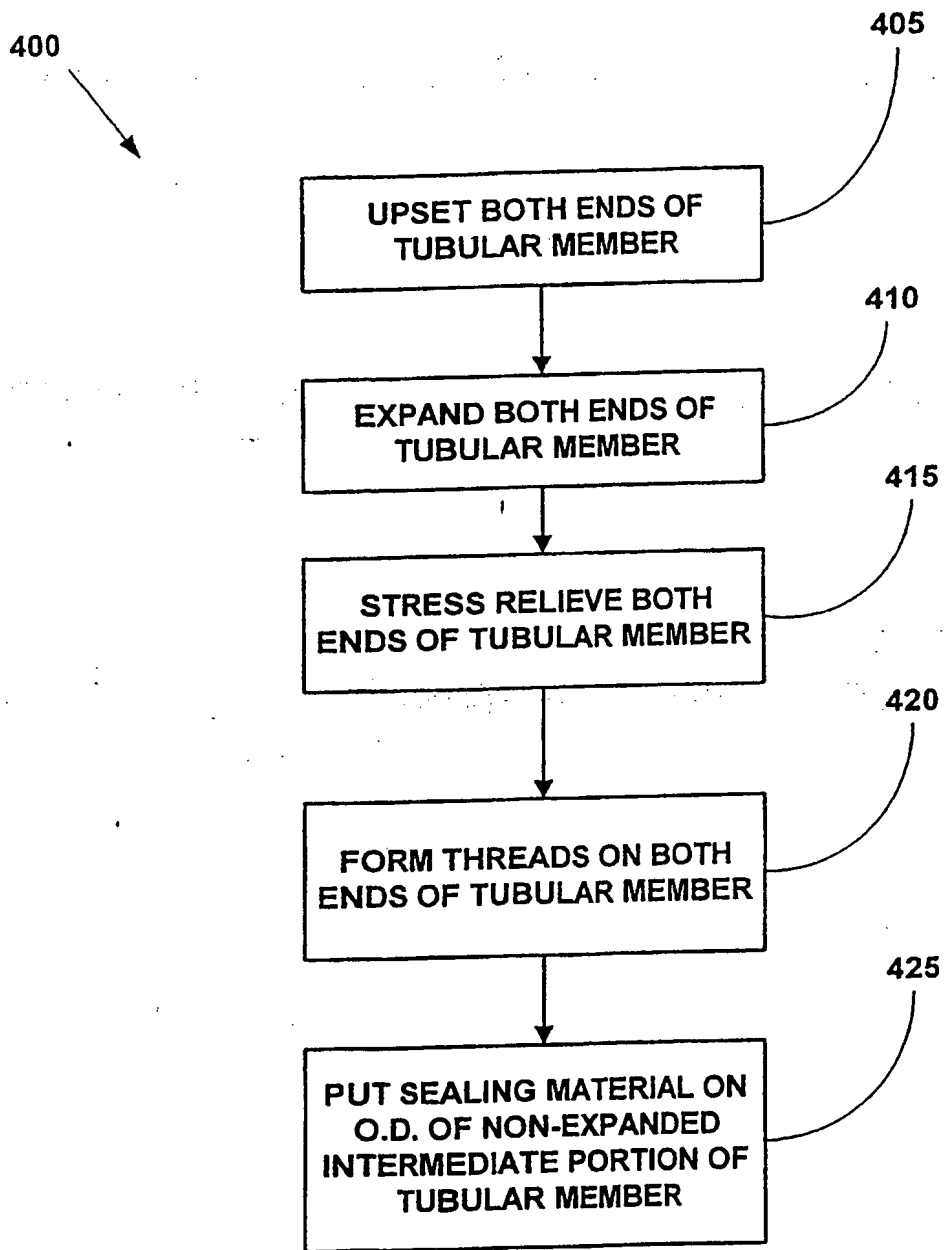 400
405
UPSET BOTH ENDS OF
TUBULAR MEMBER
410
EXPAND BOTH ENDS OF
TUBULAR MEMBER
415
STRESS RELIEVE BOTH
ENDS OF TUBULAR MEMBER
420
FORM THREADS ON BOTH
ENDS OF TUBULAR MEMBER
425
PUT SEALING MATERIAL ON
O.D. OF NON-EXPANDED
INTERMEDIATE PORTION OF
TUBULAR MEMBER